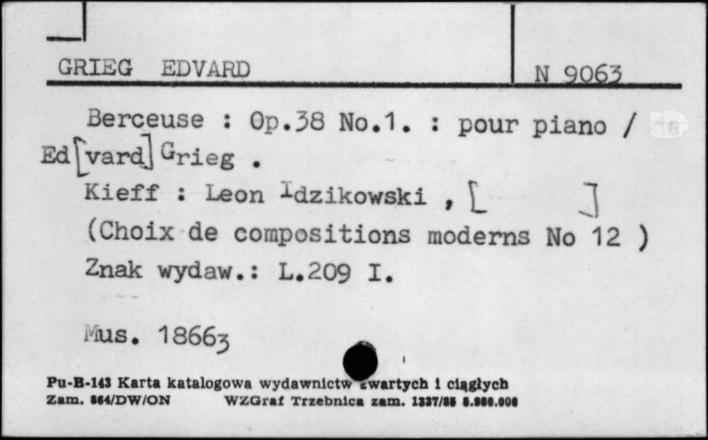 GRIEG EDVARD N 9063
Berceuse : Op.38 No.1. : pour piano /
Ed[vard] Grieg .
Kieff : Leon Idzikowski , [ ]
(Choix de compositions moderns No 12 )
Znak wydaw.: L.209 I.
Mus. 18663
Pu-B-143 Karta katalogowa wydawnictw zwartych i ciągłych
Zam. 864/DW/ON WZGraf Trzebnica zam. 1337/85 5.000.000